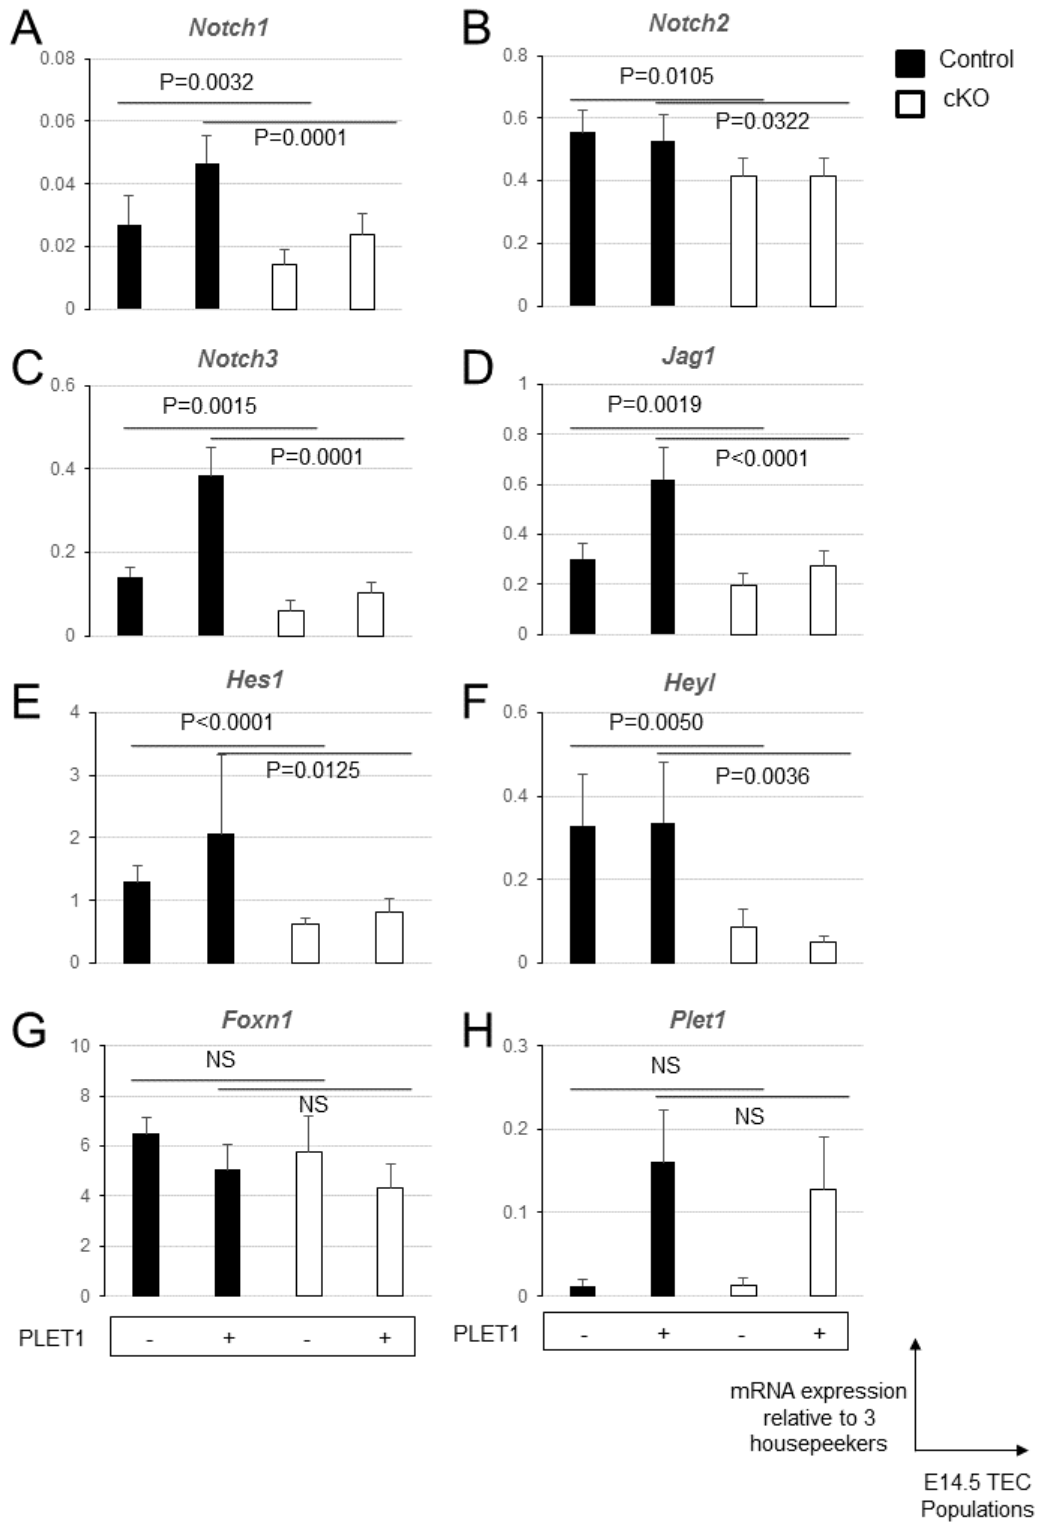 A
Notch1
0.08
0.06
0.04
0.02
0
P=0.0032
P=0.0001
B
Notch2
0.8
0.6
0.4
0.2
0
P=0.0105
P=0.0322
Control
cKO
C
Notch3
0.6
0.4
0.2
0
P=0.0015
P=0.0001
D
Jag1
1
0.8
0.6
0.4
0.2
0
P=0.0019
P<0.0001
E
Hes1
4
3
2
1
0
P<0.0001
P=0.0125
F
Heyl
0.6
0.4
0.2
0
P=0.0050
P=0.0036
G
Foxn1
10
8
6
4
2
0
NS
NS
H
Plet1
0.3
0.2
0.1
0
NS
NS
PLET1 - + - +
PLET1 - + - +
mRNA expression
relative to 3
housepeekers
E14.5 TEC
Populations